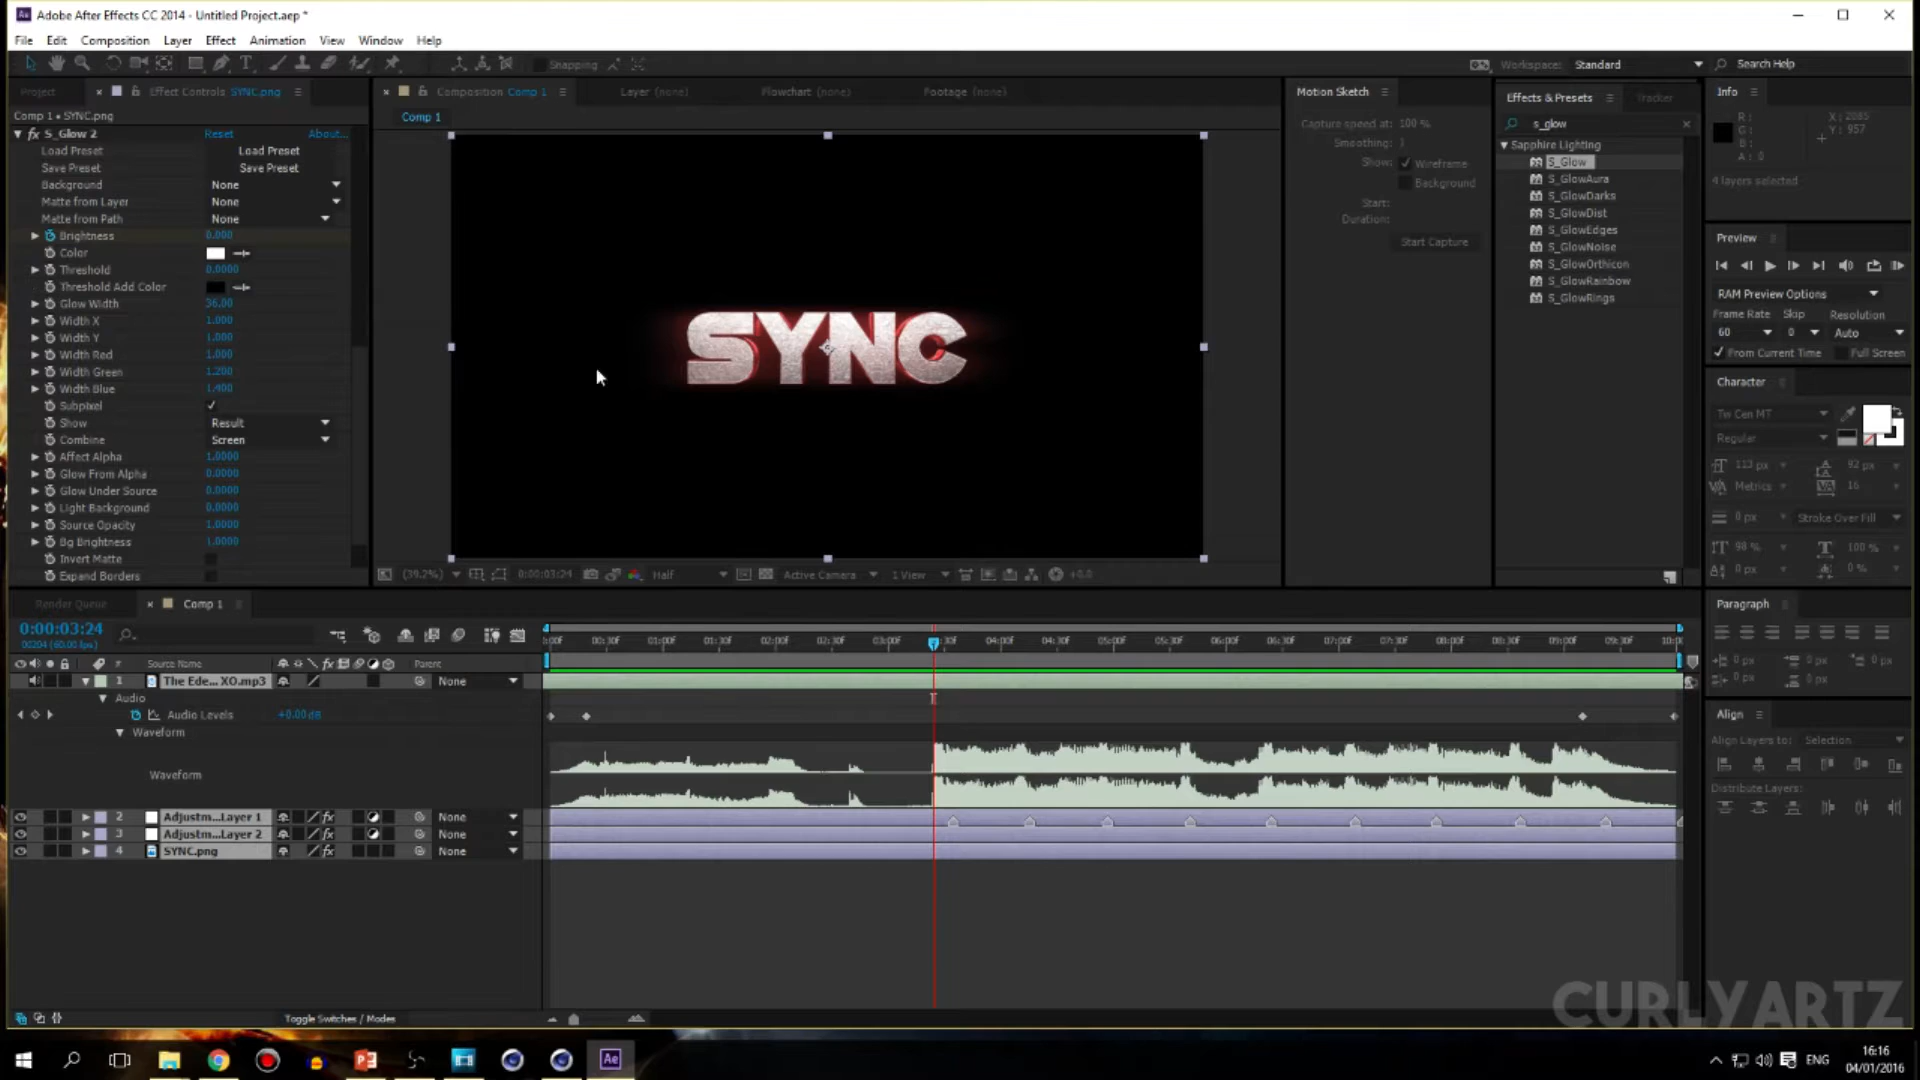 Adobe After Effects CC 2014 - Untitled Project.aep *
File Edit Composition Layer Effect Animation View Window Help
Snapping
Workspace: Standard
Search Help
Project
Effect Controls SYNC.png
Comp 1 • SYNC.png
S_Glow 2 Reset About...
Load Preset Load Preset
Save Preset Save Preset
Background None
Matte from Layer None
Matte from Path None
Brightness 0.000
Color
Threshold 0.0000
Threshold Add Color
Glow Width 36.00
Width X 1.000
Width Y 1.000
Width Red 1.000
Width Green 1.200
Width Blue 1.400
Subpixel
Show Result
Combine Screen
Affect Alpha 1.0000
Glow From Alpha 0.0000
Glow Under Source 0.0000
Light Background 0.0000
Source Opacity 1.0000
Bg Brightness 1.0000
Invert Matte
Expand Borders
Composition Comp 1
Layer (none)
Flowchart (none)
Footage (none)
Comp 1
SYNC
(39.2%) 0:00:03:24 Half Active Camera 1 View +0.0
Motion Sketch
Capture speed at: 100 %
Smoothing: 1
Show: Wireframe
Background
Start:
Duration:
Start Capture
Effects & Presets
Tracker
s_glow
Sapphire Lighting
S_Glow
S_GlowAura
S_GlowDarks
S_GlowDist
S_GlowEdges
S_GlowNoise
S_GlowOrthicon
S_GlowRainbow
S_GlowRings
Info
R:
G:
B:
A: 0
X: 2085
Y: 957
4 layers selected
Preview
RAM Preview Options
Frame Rate Skip Resolution
60 0 Auto
From Current Time Full Screen
Character
Tw Cen MT
Regular
113 px 92 px
Metrics 16
0 px Stroke Over Fill
98 % 100 %
0 px 0 %
Paragraph
0 px 0 px 0 px
0 px 0 px
Align
Align Layers to: Selection
Distribute Layers:
Render Queue
Comp 1
0:00:03:24
00204 (60.00 fps)
00:30F 01:00F 01:30F 02:00F 02:30F 03:00F 04:00F 04:30F 05:00F 05:30F 06:00F 06:30F 07:00F 07:30F 08:00F 08:30F 09:00F 09:30F
# Source Name Parent
1 The Ede... XO.mp3 None
Audio
Audio Levels +0.00dB
Waveform
Waveform
2 Adjustm...Layer 1 None
3 Adjustm...Layer 2 None
4 SYNC.png None
Toggle Switches / Modes
CURLYARTZ
Ae
ENG
16:16
04/01/2016